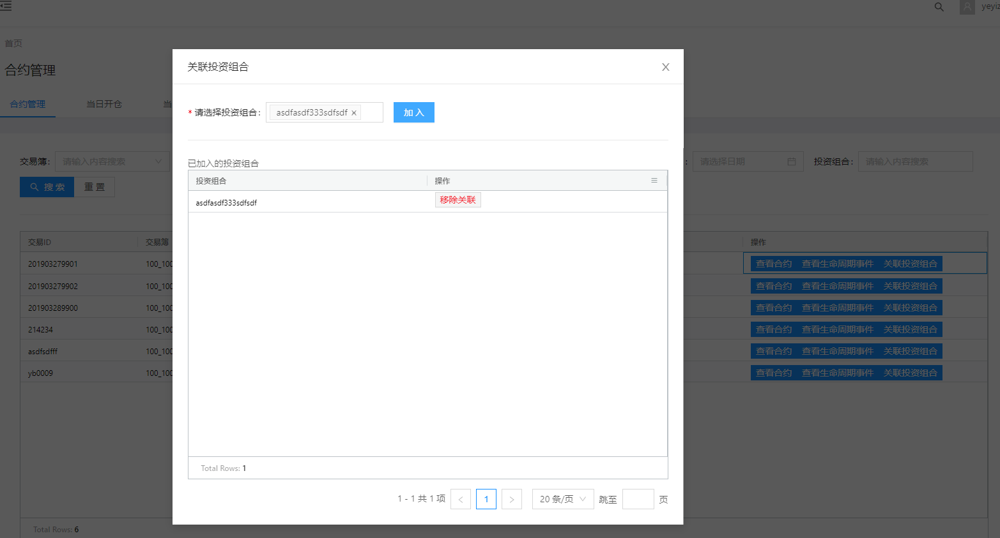 yeyiz
首页
合约管理
合约管理 当日开仓 当
交易簿: 请输入内容搜索 : 请选择日期 投资组合: 请输入内容搜索
搜 索 重 置
交易ID 交易簿 操作
201903279901 100_100 查看合约 查看生命周期事件 关联投资组合
201903279902 100_100 查看合约 查看生命周期事件 关联投资组合
201903289900 100_100 查看合约 查看生命周期事件 关联投资组合
214234 100_100 查看合约 查看生命周期事件 关联投资组合
asdfsdfff 100_100 查看合约 查看生命周期事件 关联投资组合
yb0009 100_100 查看合约 查看生命周期事件 关联投资组合
Total Rows: 6
关联投资组合
* 请选择投资组合: asdfasdf333sdfsdf 加 入
已加入的投资组合
投资组合 操作
asdfasdf333sdfsdf 移除关联
Total Rows: 1
1 - 1 共 1 项 < 1 > 20 条/页 跳至 页